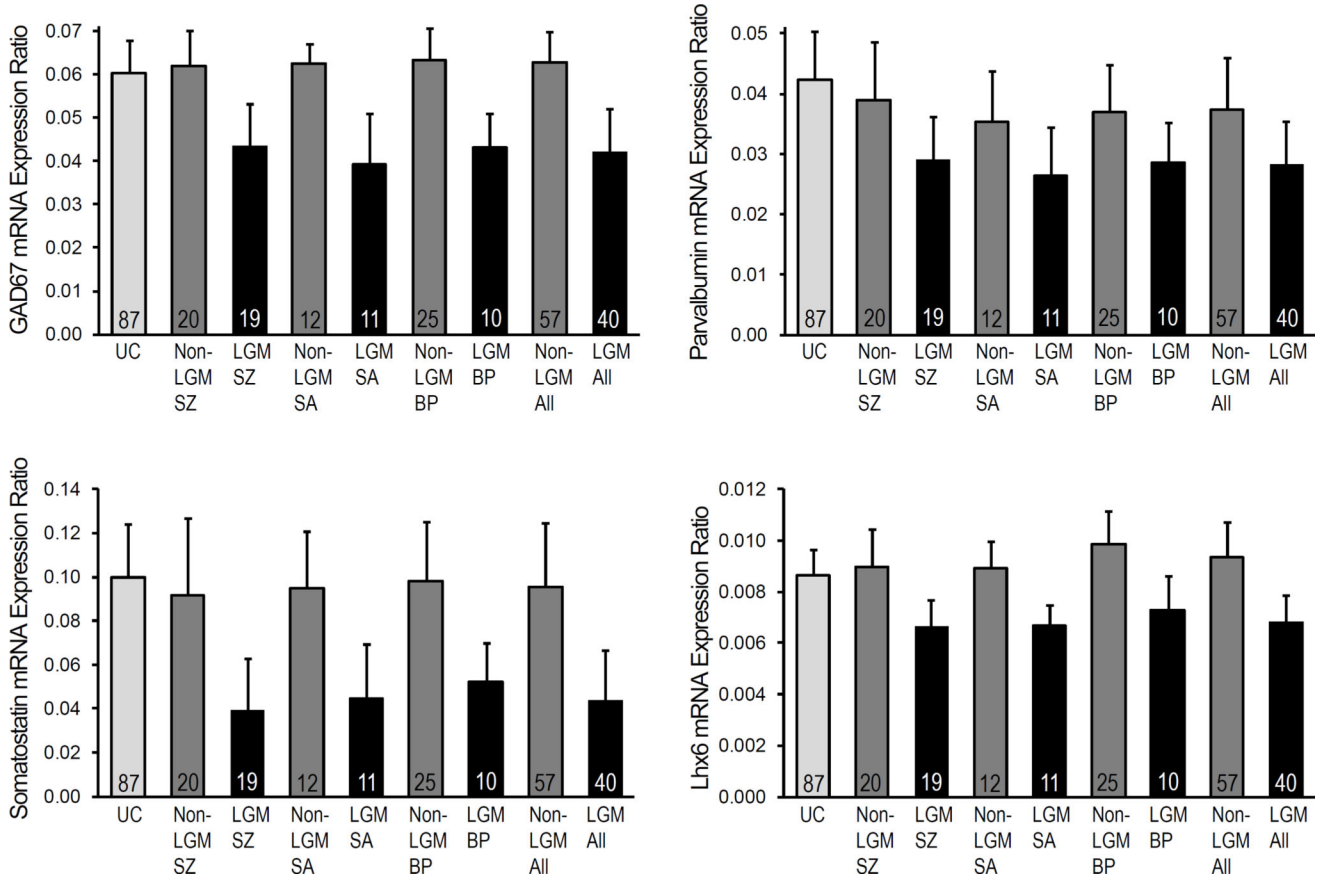 GAD67 mRNA Expression Ratio
0.07
0.06
0.05
0.04
0.03
0.02
0.01
0.00
87
20
19
12
11
25
10
57
40
UC
Non-
LGM
SZ
LGM
SZ
Non-
LGM
SA
LGM
SA
Non-
LGM
BP
LGM
BP
Non-
LGM
All
LGM
All
Parvalbumin mRNA Expression Ratio
0.05
0.04
0.03
0.02
0.01
0.00
87
20
19
12
11
25
10
57
40
UC
Non-
LGM
SZ
LGM
SZ
Non-
LGM
SA
LGM
SA
Non-
LGM
BP
LGM
BP
Non-
LGM
All
LGM
All
Somatostatin mRNA Expression Ratio
0.14
0.12
0.10
0.08
0.06
0.04
0.02
0.00
87
20
19
12
11
25
10
57
40
UC
Non-
LGM
SZ
LGM
SZ
Non-
LGM
SA
LGM
SA
Non-
LGM
BP
LGM
BP
Non-
LGM
All
LGM
All
Lhx6 mRNA Expression Ratio
0.012
0.010
0.008
0.006
0.004
0.002
0.000
87
20
19
12
11
25
10
57
40
UC
Non-
LGM
SZ
LGM
SZ
Non-
LGM
SA
LGM
SA
Non-
LGM
BP
LGM
BP
Non-
LGM
All
LGM
All